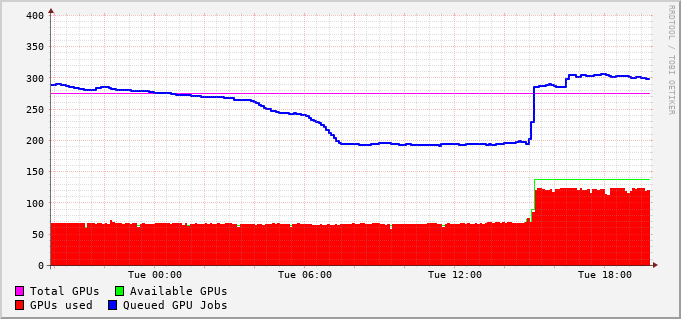 400
350
300
250
200
150
100
50
0
Tue 00:00 Tue 06:00 Tue 12:00 Tue 18:00
Total GPUs Available GPUs
GPUs used Queued GPU Jobs
RRDTOOL / TOBI OETIKER